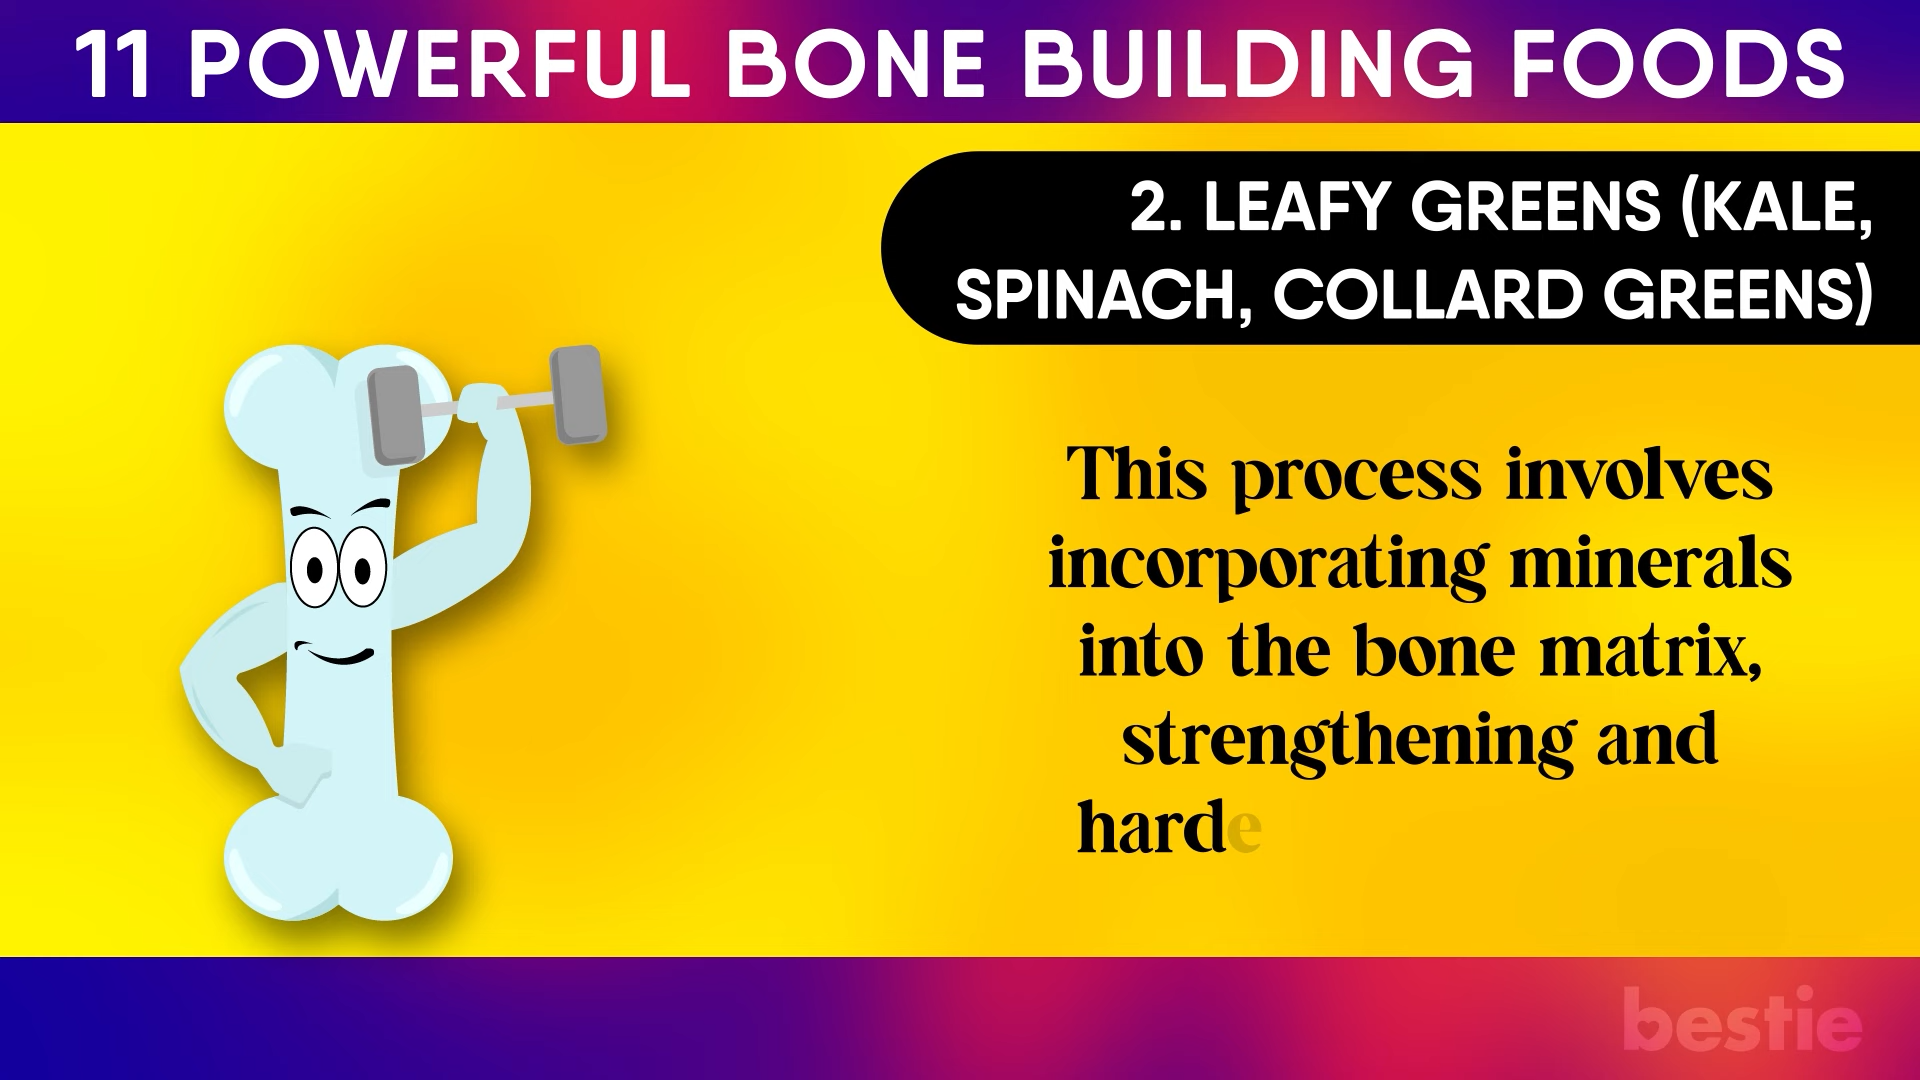 11 POWERFUL BONE BUILDING FOODS
2. LEAFY GREENS (KALE,
SPINACH, COLLARD GREENS)
This process involves
incorporating minerals
into the bone matrix,
strengthening and
harde
bestie